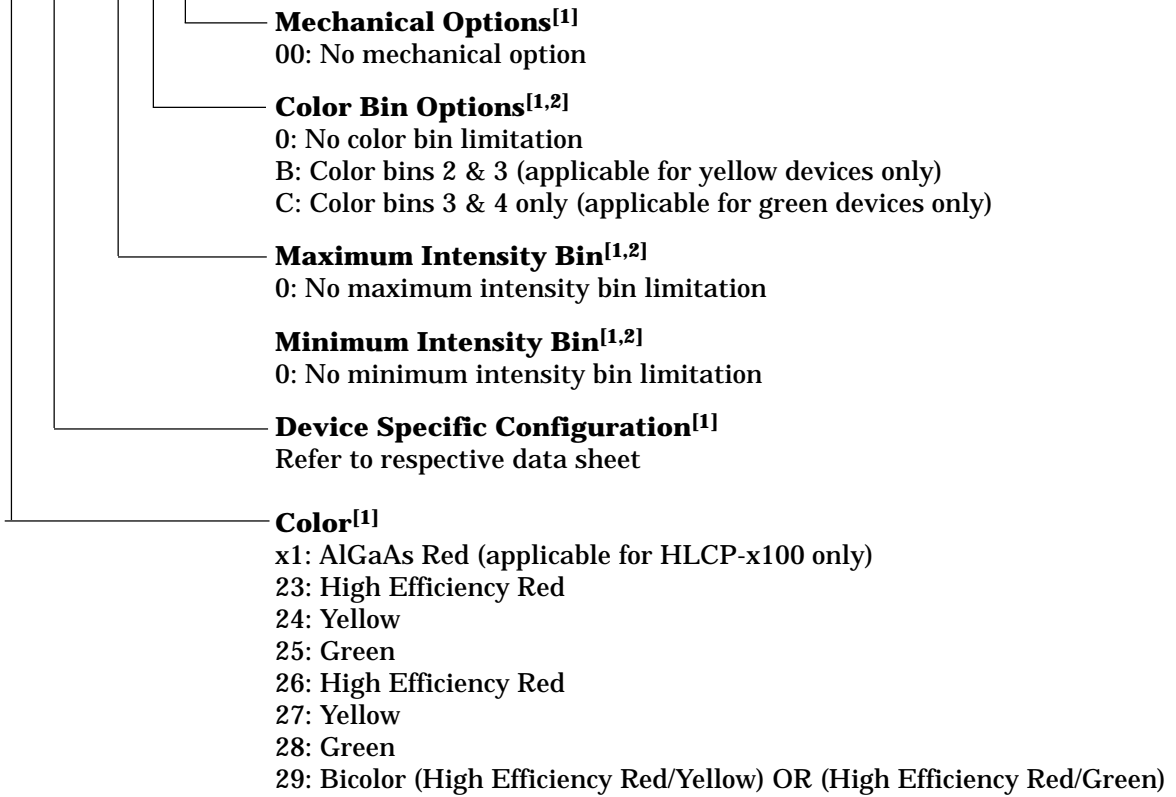 Mechanical Options[1]
00: No mechanical option
Color Bin Options[1,2]
0: No color bin limitation
B: Color bins 2 & 3 (applicable for yellow devices only)
C: Color bins 3 & 4 only (applicable for green devices only)
Maximum Intensity Bin[1,2]
0: No maximum intensity bin limitation
Minimum Intensity Bin[1,2]
0: No minimum intensity bin limitation
Device Specific Configuration[1]
Refer to respective data sheet
Color[1]
x1: AlGaAs Red (applicable for HLCP-x100 only)
23: High Efficiency Red
24: Yellow
25: Green
26: High Efficiency Red
27: Yellow
28: Green
29: Bicolor (High Efficiency Red/Yellow) OR (High Efficiency Red/Green)